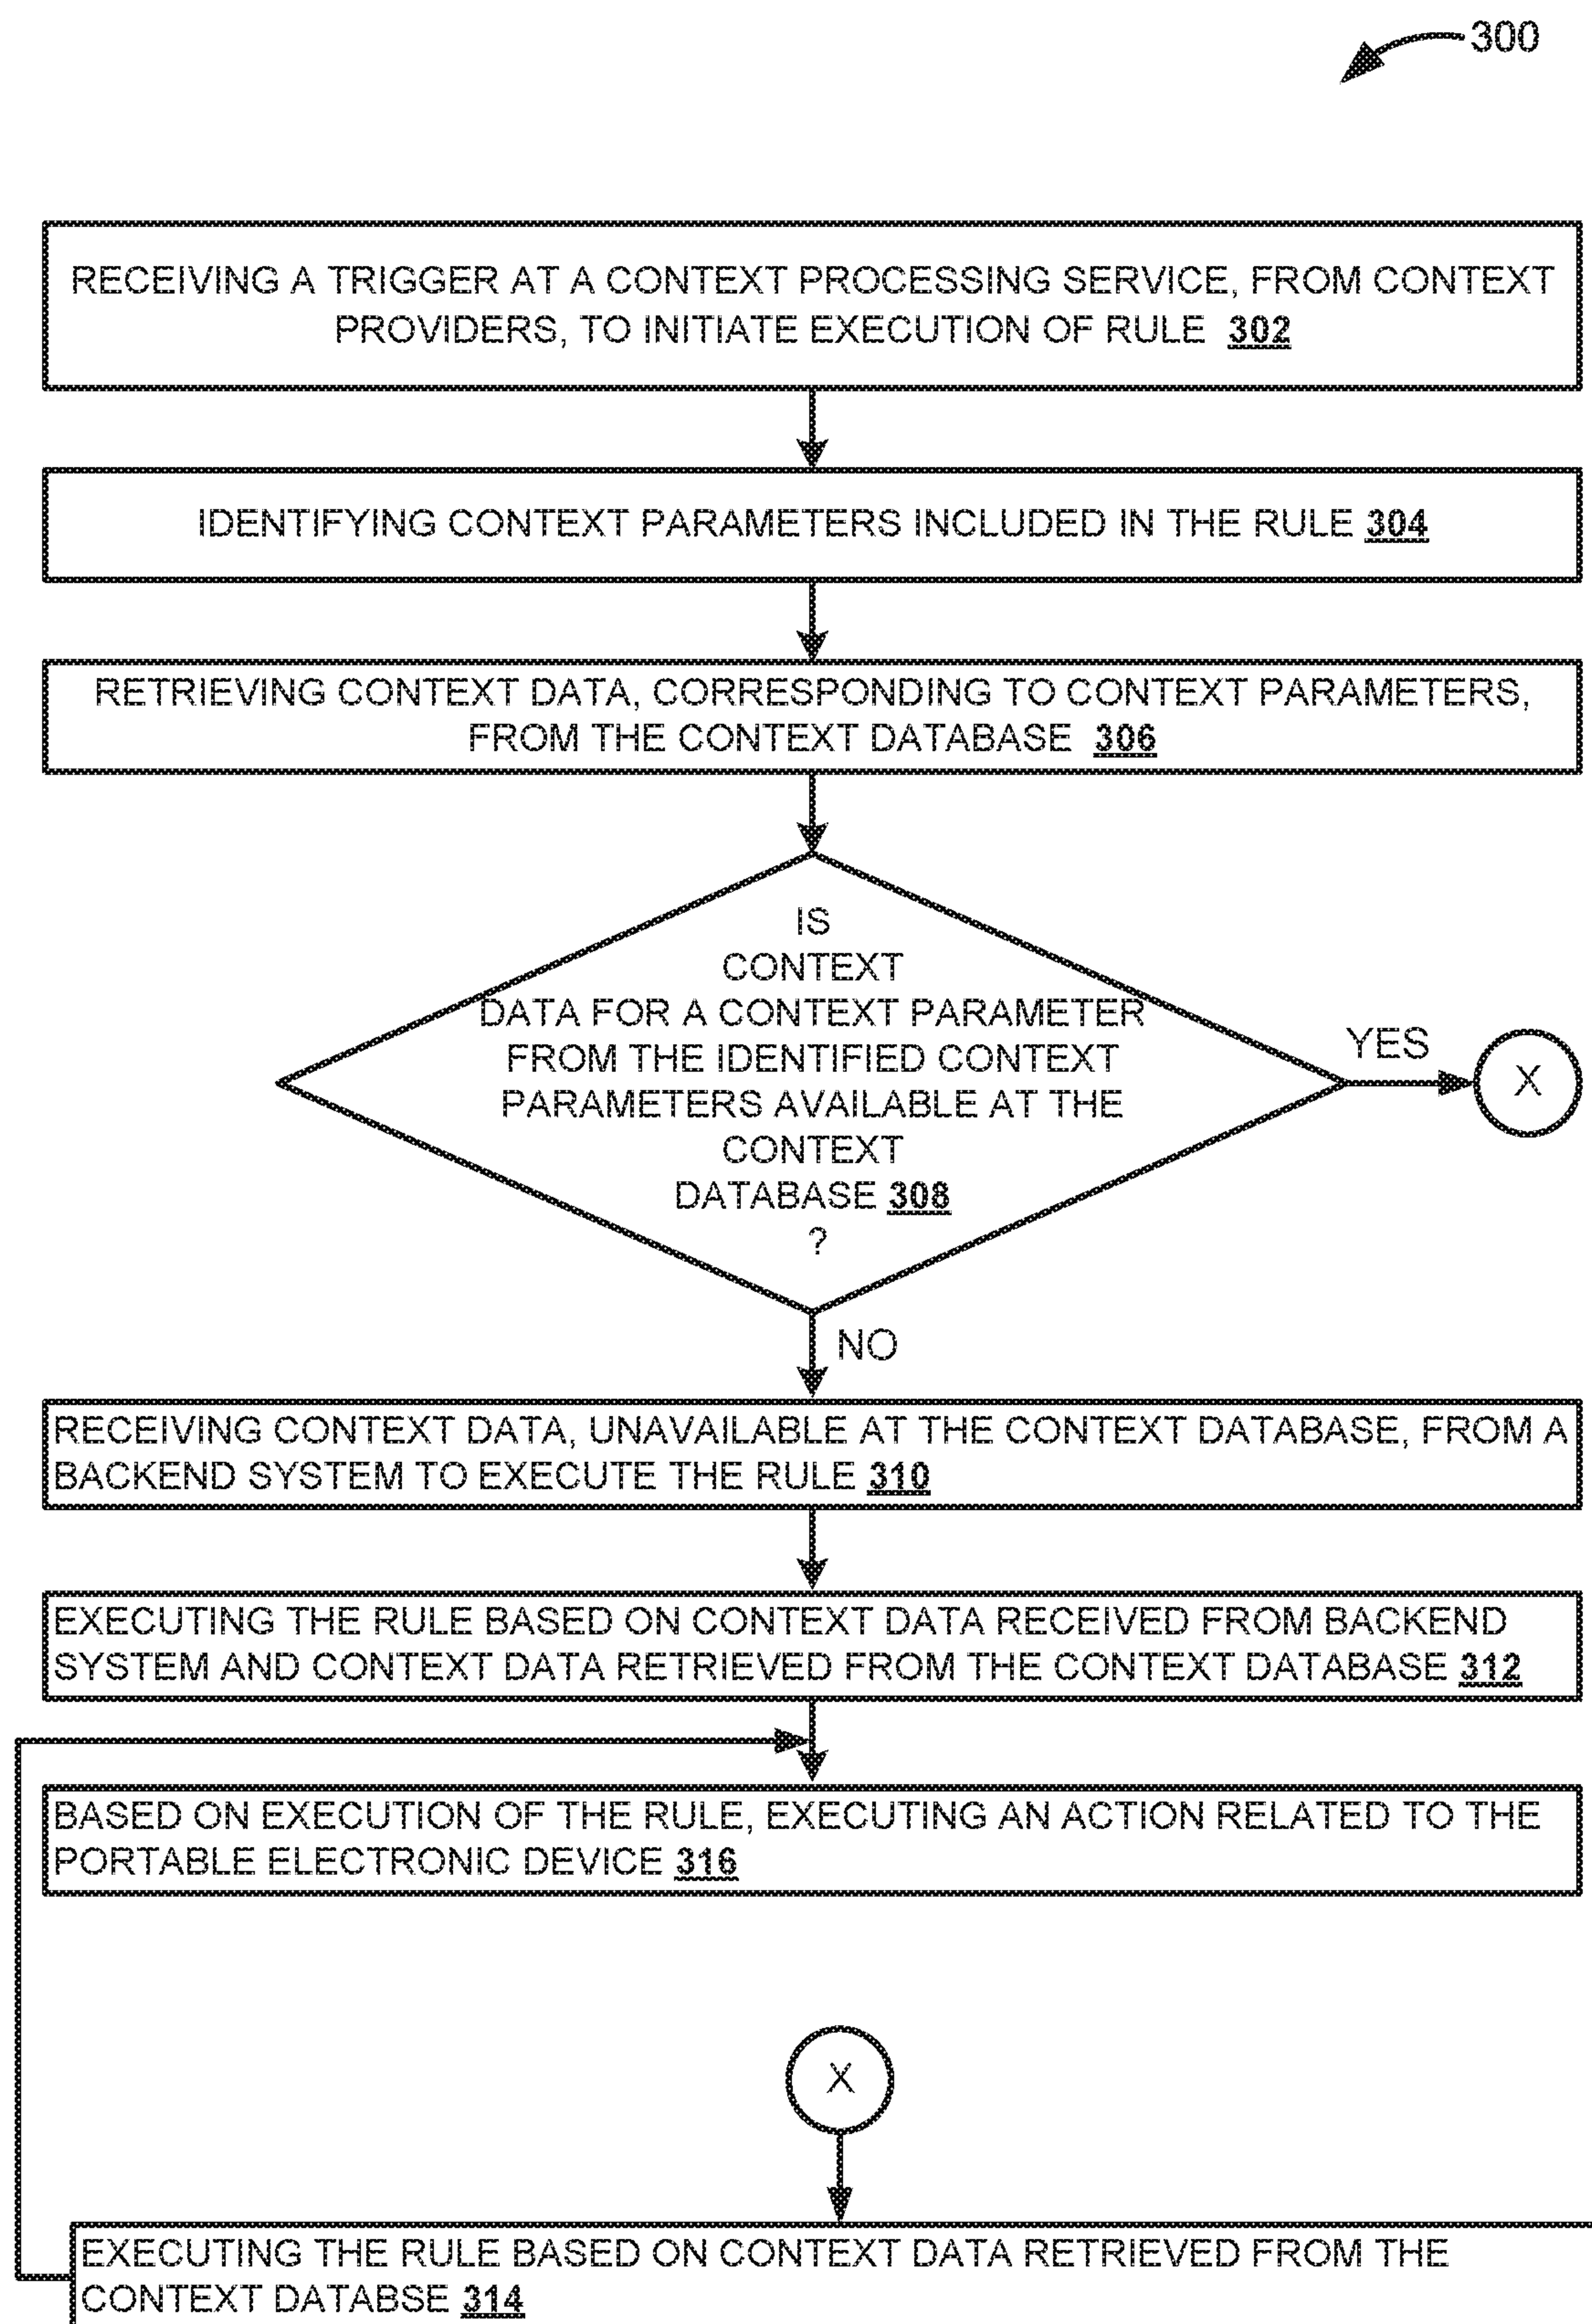 300
RECEIVING A TRIGGER AT A CONTEXT PROCESSING SERVICE, FROM CONTEXT
PROVIDERS, TO INITIATE EXECUTION OF RULE 302
IDENTIFYING CONTEXT PARAMETERS INCLUDED IN THE RULE 304
RETRIEVING CONTEXT DATA, CORRESPONDING TO CONTEXT PARAMETERS,
FROM THE CONTEXT DATABASE 306
IS
CONTEXT
DATA FOR A CONTEXT PARAMETER
FROM THE IDENTIFIED CONTEXT
PARAMETERS AVAILABLE AT THE
CONTEXT
DATABASE 308
?
YES
X
NO
RECEIVING CONTEXT DATA, UNAVAILABLE AT THE CONTEXT DATABASE, FROM A
BACKEND SYSTEM TO EXECUTE THE RULE 310
EXECUTING THE RULE BASED ON CONTEXT DATA RECEIVED FROM BACKEND
SYSTEM AND CONTEXT DATA RETRIEVED FROM THE CONTEXT DATABASE 312
BASED ON EXECUTION OF THE RULE, EXECUTING AN ACTION RELATED TO THE
PORTABLE ELECTRONIC DEVICE 316
X
EXECUTING THE RULE BASED ON CONTEXT DATA RETRIEVED FROM THE
CONTEXT DATABSE 314